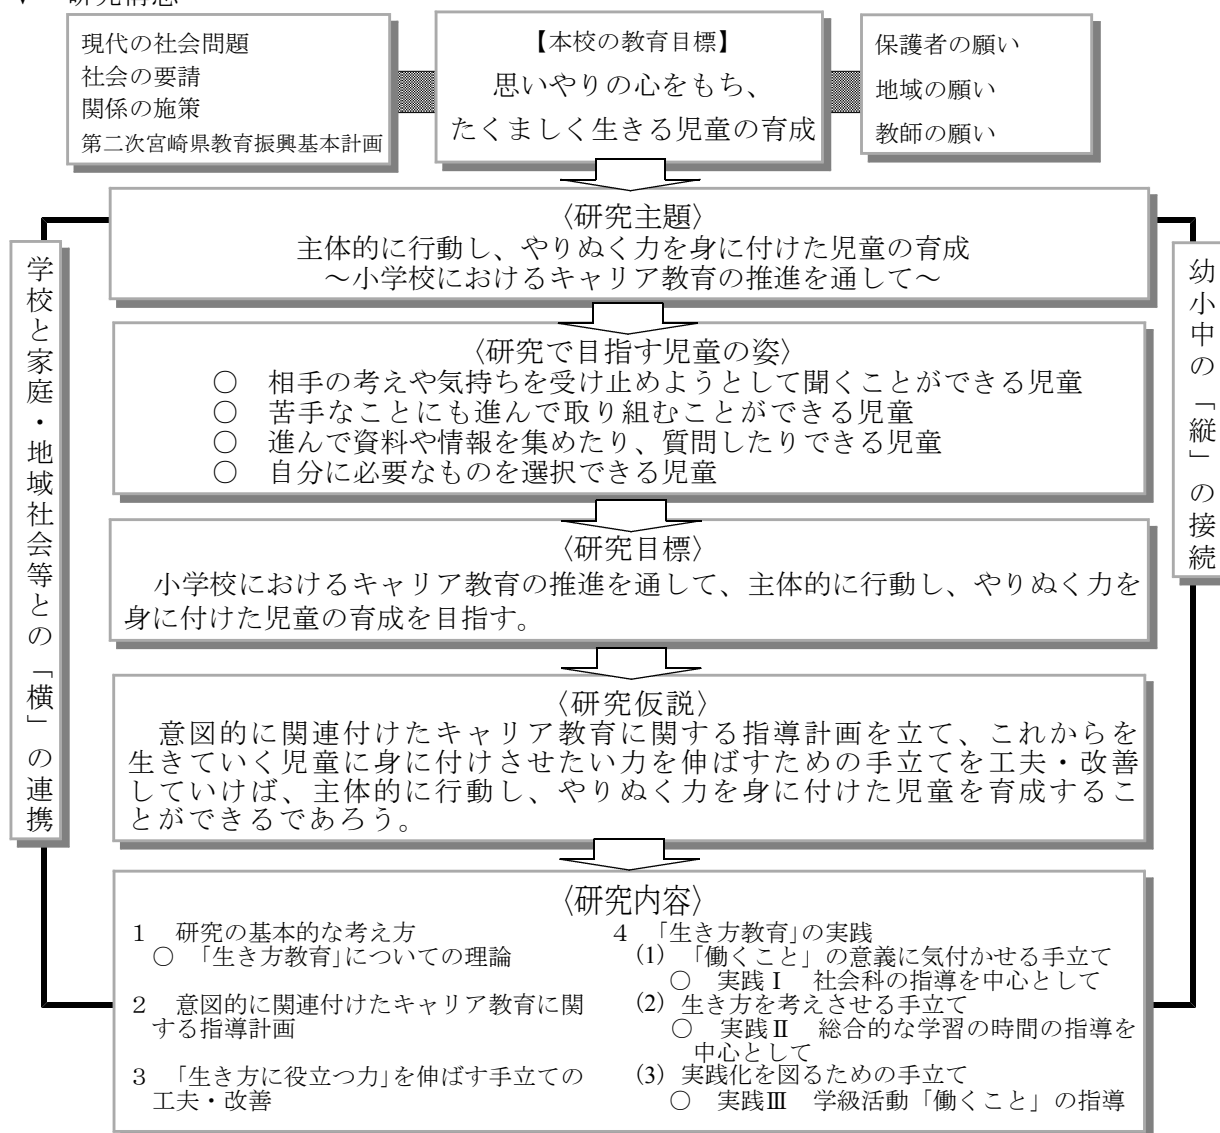 現代の社会問題
社会の要請
関係の施策
第二次宮崎県教育振興基本計画
【本校の教育目標】
思いやりの心をもち、
たくましく生きる児童の育成
保護者の願い
地域の願い
教師の願い
〈研究主題〉
主体的に行動し、やりぬく力を身に付けた児童の育成
～小学校におけるキャリア教育の推進を通して～
学校と家庭・地域社会等との「横」の連携
幼小中の「縦」の接続
〈研究で目指す児童の姿〉
○ 相手の考えや気持ちを受け止めようとして聞くことができる児童
○ 苦手なことにも進んで取り組むことができる児童
○ 進んで資料や情報を集めたり、質問したりできる児童
○ 自分に必要なものを選択できる児童
〈研究目標〉
小学校におけるキャリア教育の推進を通して、主体的に行動し、やりぬく力を
身に付けた児童の育成を目指す。
〈研究仮説〉
意図的に関連付けたキャリア教育に関する指導計画を立て、これからを
生きていく児童に身に付けさせたい力を伸ばすための手立てを工夫・改善
していけば、主体的に行動し、やりぬく力を身に付けた児童を育成するこ
とができるであろう。
〈研究内容〉
１ 研究の基本的な考え方
○ 「生き方教育」についての理論
２ 意図的に関連付けたキャリア教育に関
する指導計画
３ 「生き方に役立つ力」を伸ばす手立ての
工夫・改善
４ 「生き方教育」の実践
(1) 「働くこと」の意義に気付かせる手立て
○ 実践Ⅰ 社会科の指導を中心として
(2) 生き方を考えさせる手立て
○ 実践Ⅱ 総合的な学習の時間の指導を
中心として
(3) 実践化を図るための手立て
○ 実践Ⅲ 学級活動「働くこと」の指導